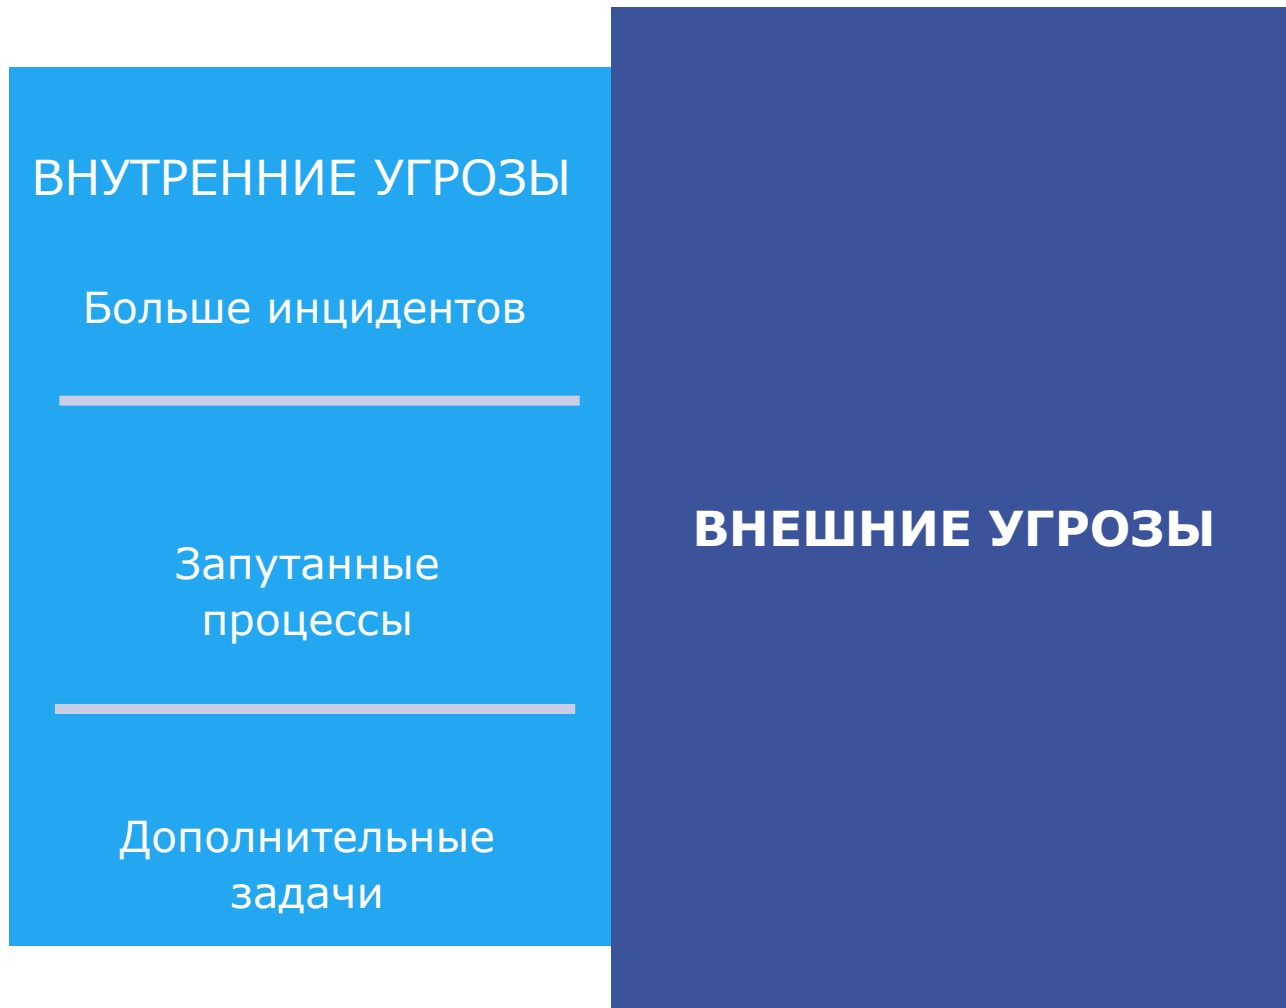 ВНУТРЕННИЕ УГРОЗЫ
Больше инцидентов
Запутанные
процессы
Дополнительные
задачи
ВНЕШНИЕ УГРОЗЫ